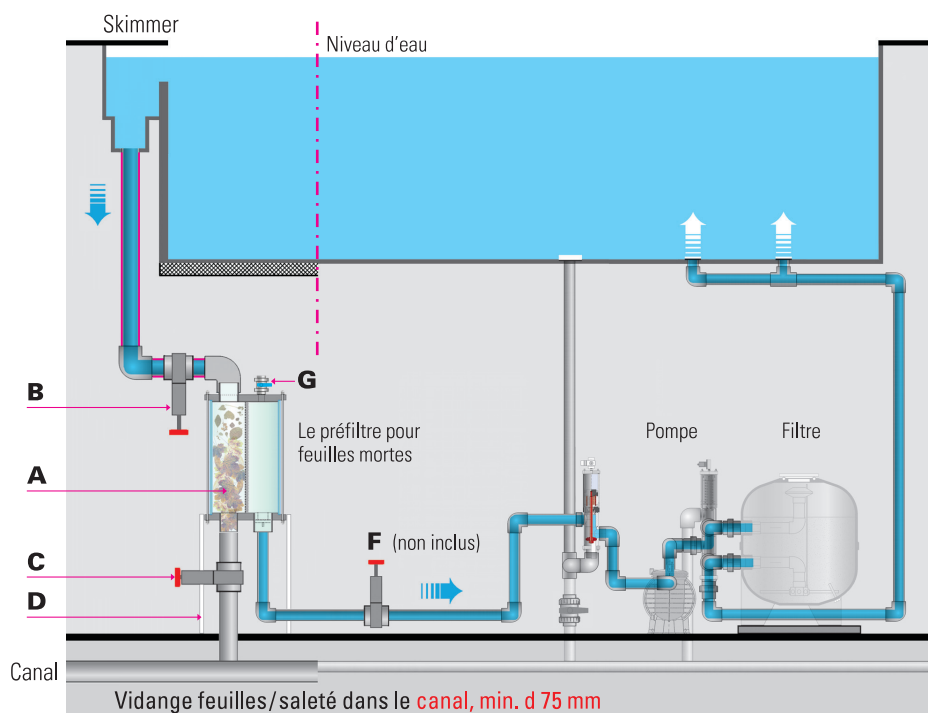 Skimmer
Niveau d'eau
B
G
Le préfiltre pour
feuilles mortes
Pompe
Filtre
A
F (non inclus)
C
D
Canal
Vidange feuilles/saleté dans le canal, min. d 75 mm